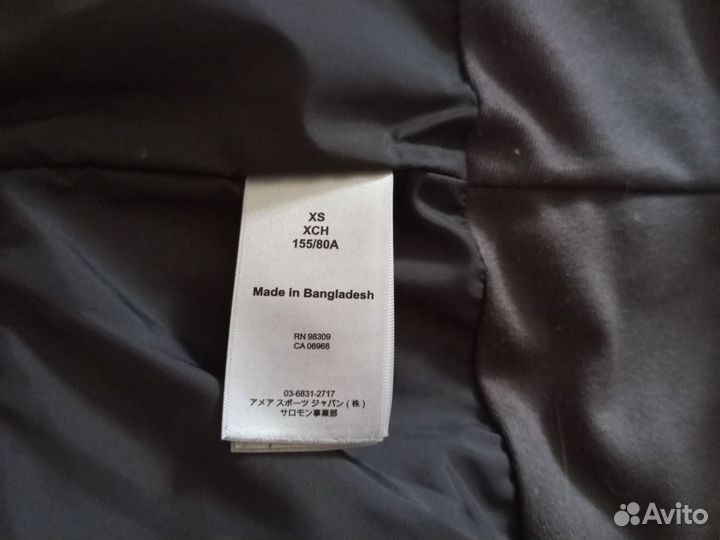 XS
XCH
155/80A
Made in Bangladesh
RN 98309
CA 06968
03-6831-2717
アメア スポーツ ジャパン ( 株 )
サロモン事業部
Avito